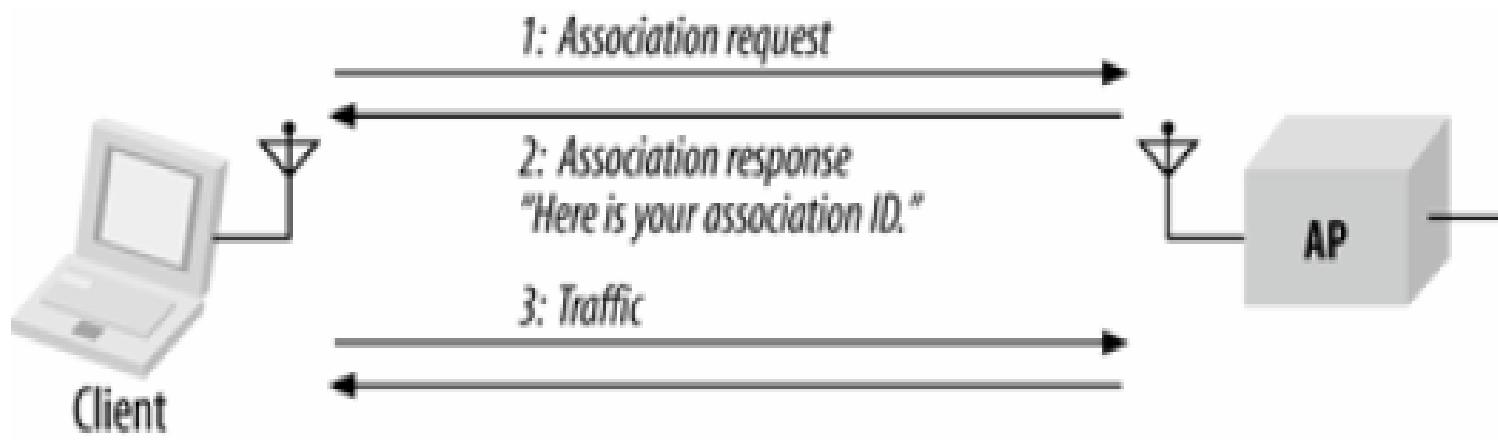 1: Association request
2: Association response
"Here is your association ID."
AP
3: Traffic
Client